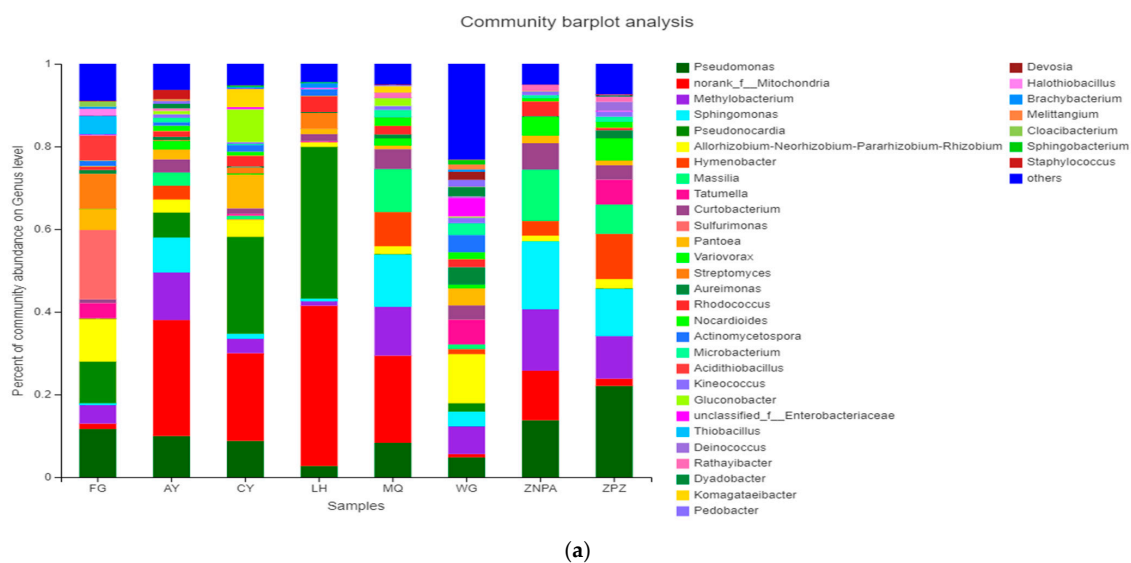 Community barplot analysis
Percent of community abundance on Genus level
1
0.8
0.6
0.4
0.2
0
FG AY CY LH MQ WG ZNPA ZPZ
Samples
Pseudomonas
norank_f__Mitochondria
Methylobacterium
Sphingomonas
Pseudonocardia
Allorhizobium-Neorhizobium-Pararhizobium-Rhizobium
Hymenobacter
Massilia
Tatumella
Curtobacterium
Sulfurimonas
Pantoea
Variovorax
Streptomyces
Aureimonas
Rhodococcus
Nocardioides
Actinomycetospora
Microbacterium
Acidithiobacillus
Kineococcus
Gluconobacter
unclassified_f__Enterobacteriaceae
Thiobacillus
Deinococcus
Rathayibacter
Dyadobacter
Komagataeibacter
Pedobacter
Devosia
Halothiobacillus
Brachybacterium
Melittangium
Cloacibacterium
Sphingobacterium
Staphylococcus
others
(a)